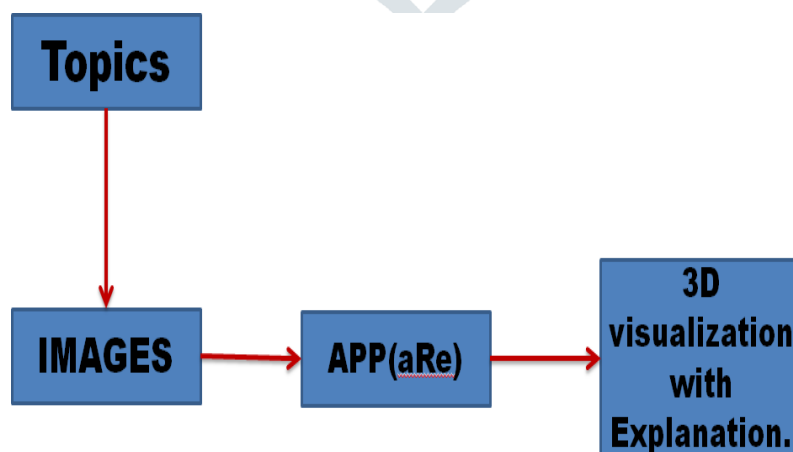 Topics
IMAGES
APP(aRe)
3D
visualization
with
Explanation.